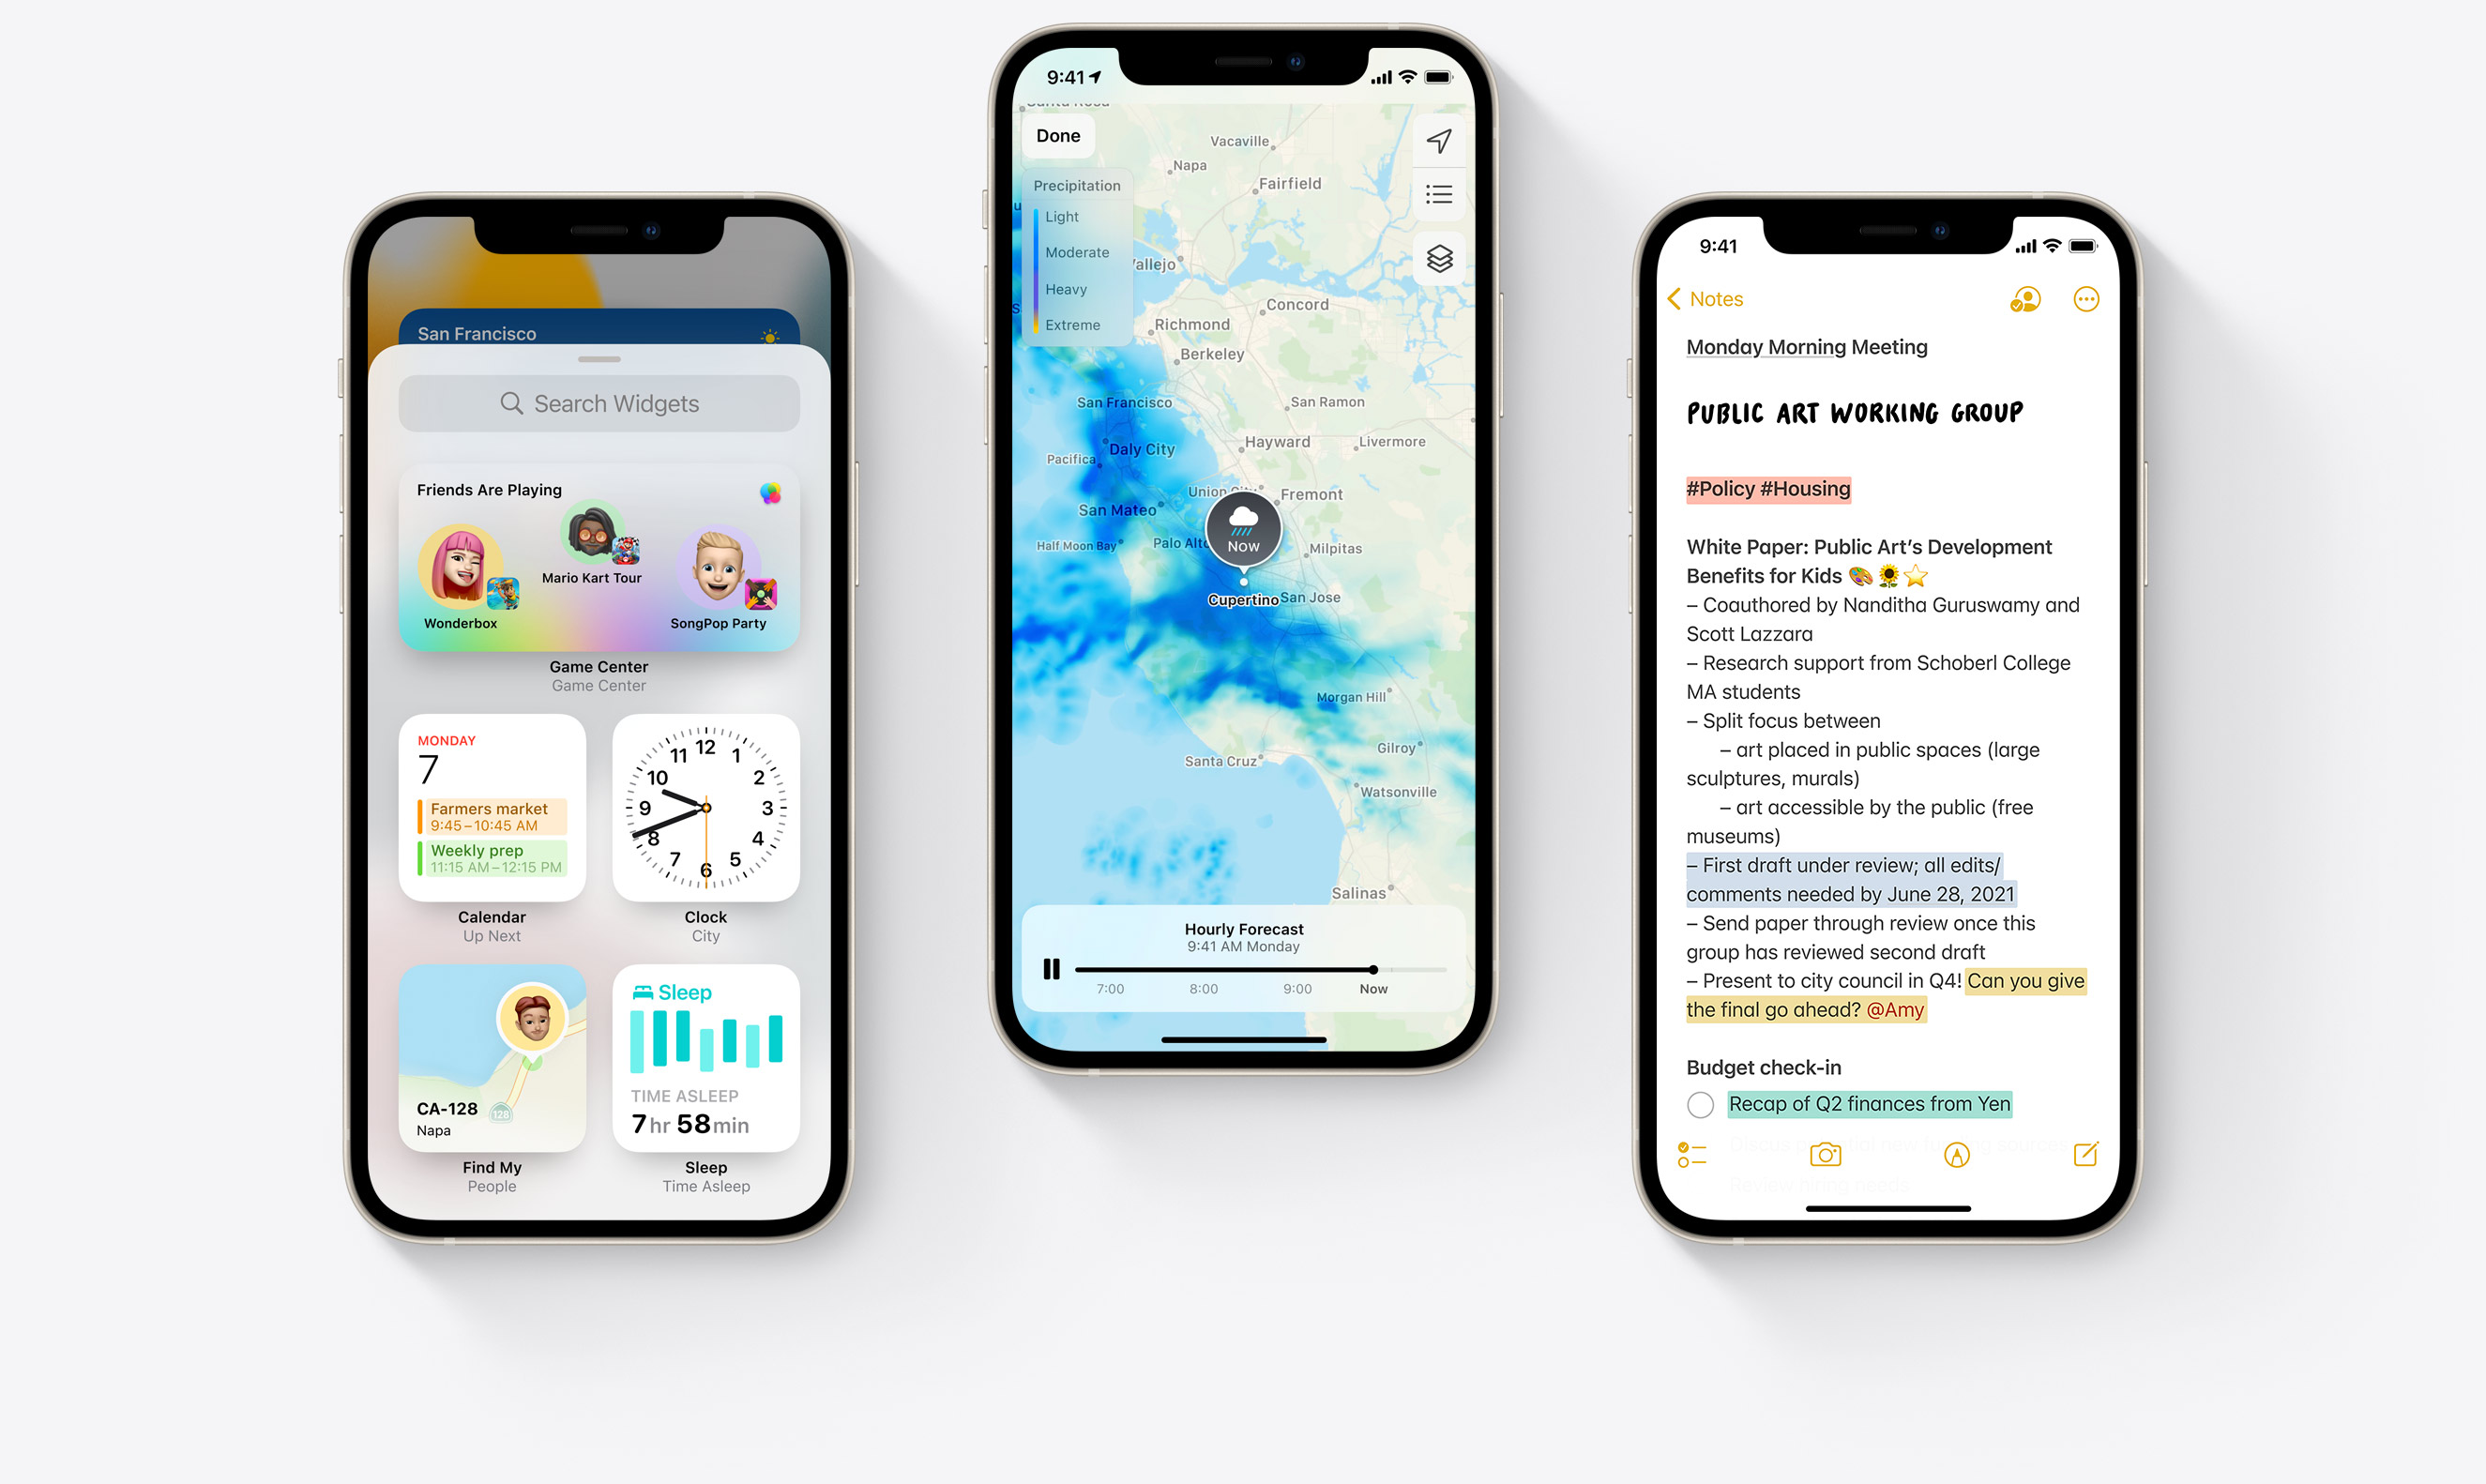 San Francisco
Search Widgets
Friends Are Playing
Mario Kart Tour
Wonderbox
SongPop Party
Game Center
Game Center
MONDAY
7
Farmers market
9:45–10:45 AM
Weekly prep
11:15 AM–12:15 PM
Calendar
Up Next
12
1
2
3
4
5
6
7
8
9
10
11
Clock
City
CA-128
128
Napa
Find My
People
Sleep
TIME ASLEEP
7hr 58min
Sleep
Time Asleep
9:41
Santa Rosa
Done
Vacaville
Napa
Fairfield
Precipitation
Light
Moderate
Heavy
Extreme
Vallejo
Concord
Richmond
Berkeley
San Francisco
San Ramon
Daly City
Hayward
Livermore
Pacifica
Union City
Fremont
San Mateo
Half Moon Bay
Palo Alto
Now
Milpitas
Cupertino
San Jose
Morgan Hill
Gilroy
Santa Cruz
Watsonville
Salinas
Hourly Forecast
9:41 AM Monday
7:00
8:00
9:00
Now
9:41
Notes
Monday Morning Meeting
PUBLIC ART WORKING GROUP
#Policy #Housing
White Paper: Public Art’s Development
Benefits for Kids 🎨🌻⭐
– Coauthored by Nanditha Guruswamy and
Scott Lazzara
– Research support from Schoberl College
MA students
– Split focus between
– art placed in public spaces (large
sculptures, murals)
– art accessible by the public (free
museums)
– First draft under review; all edits/
comments needed by June 28, 2021
– Send paper through review once this
group has reviewed second draft
– Present to city council in Q4! Can you give
the final go ahead? @Amy
Budget check-in
Recap of Q2 finances from Yen
Review hiring needs